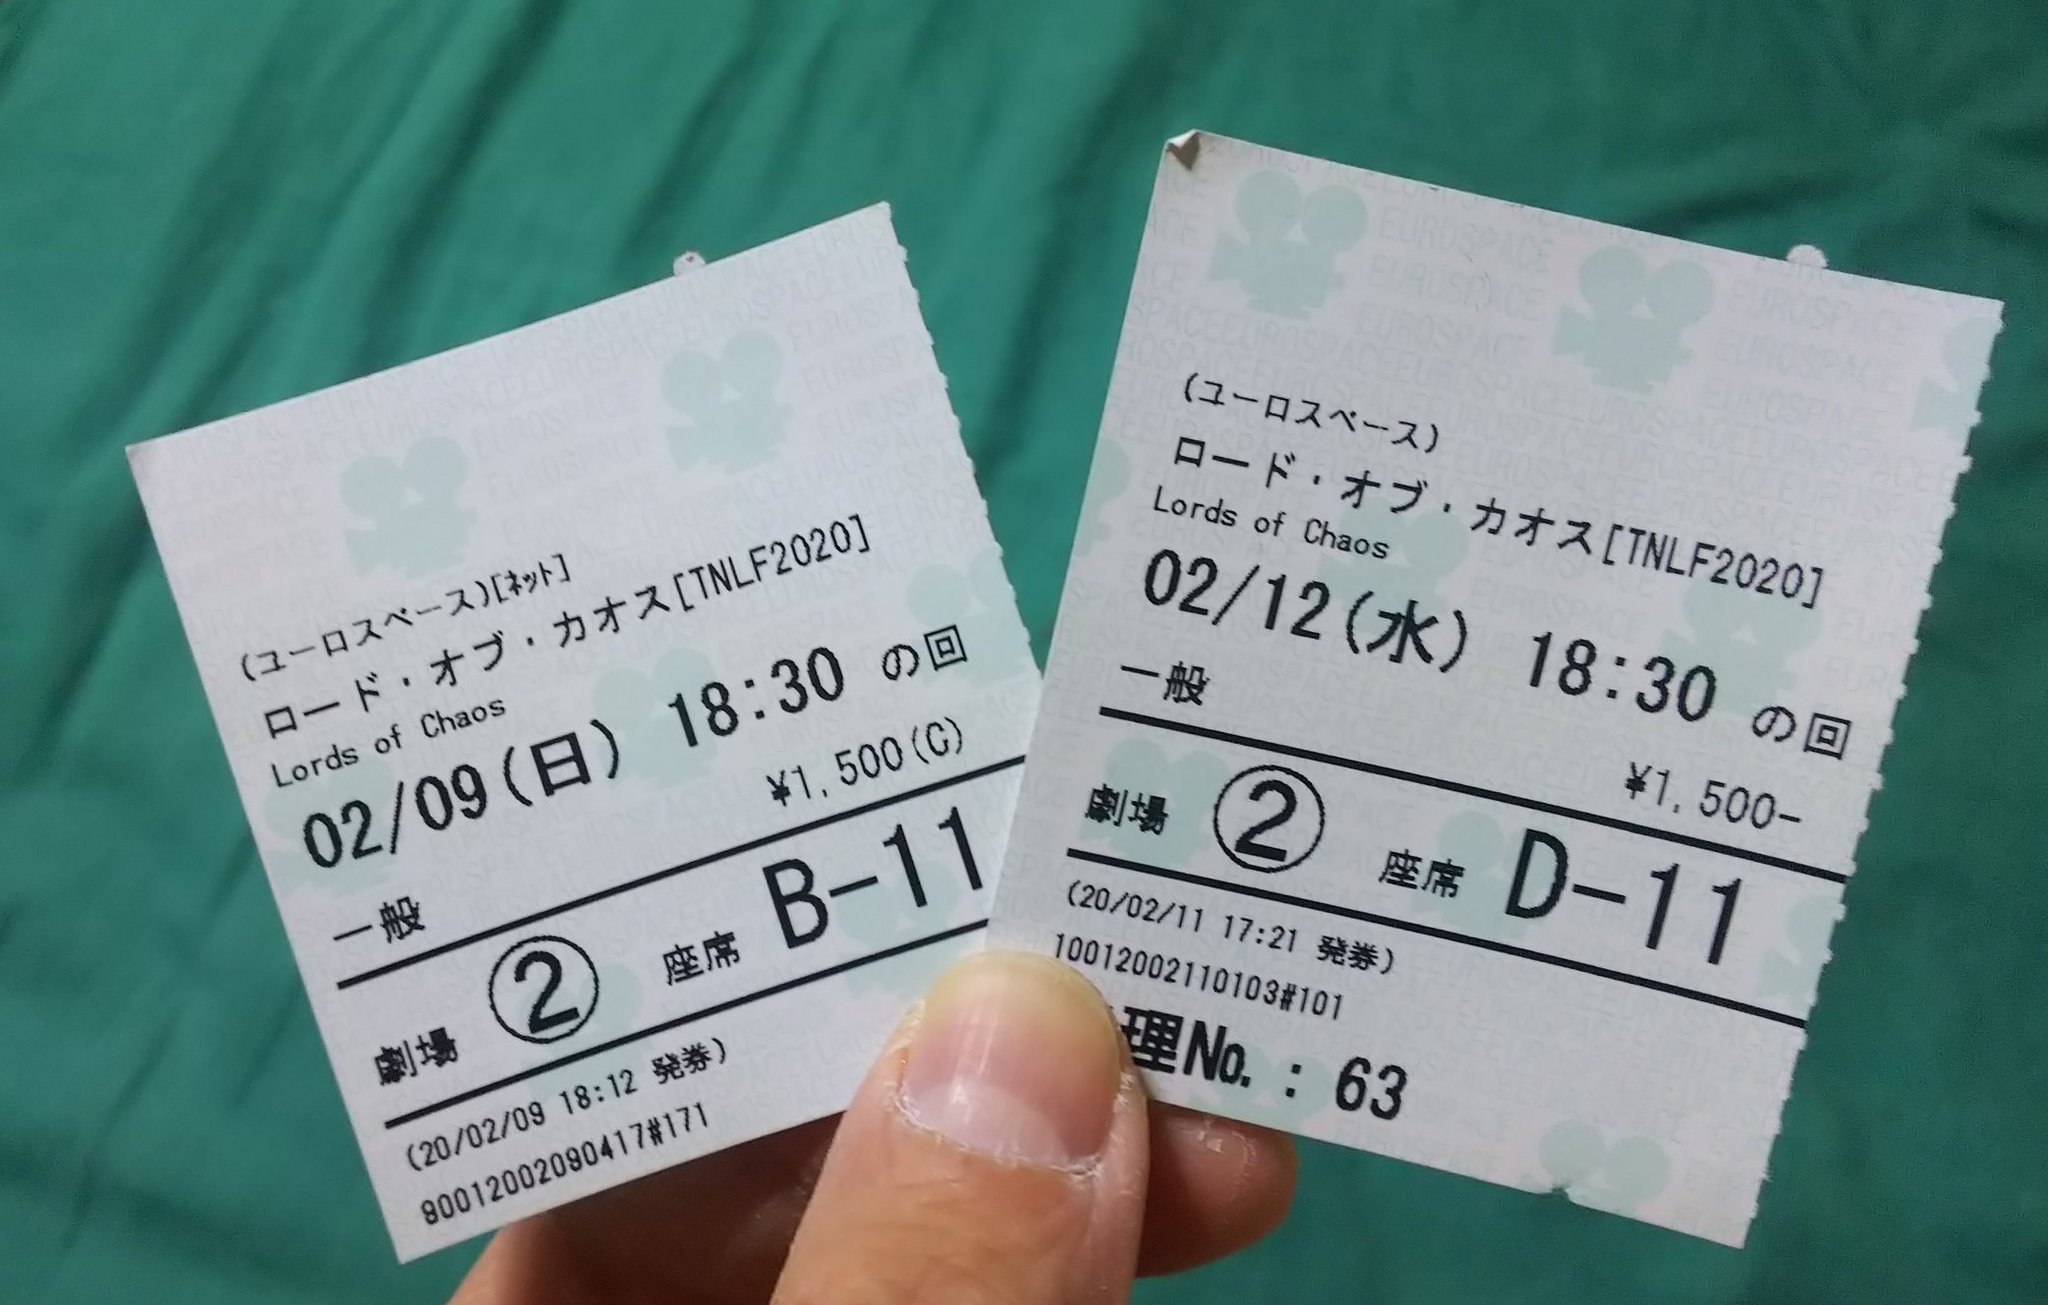 (ユーロスペース)[ネット]
ロード・オブ・カオス[TNLF2020]
Lords of Chaos
02/09(日) 18:30 の回
一般 ¥1,500(G)
劇場 ② 座席 B-11
(20/02/09 18:12 発券)
90012002090417#171
(ユーロスペース)
ロード・オブ・カオス[TNLF2020]
Lords of Chaos
02/12(水) 18:30 の回
一般 ¥1,500-
劇場 ② 座席 D-11
(20/02/11 17:21 発券)
10012002110103#101
理No. : 63
EUROSPACE